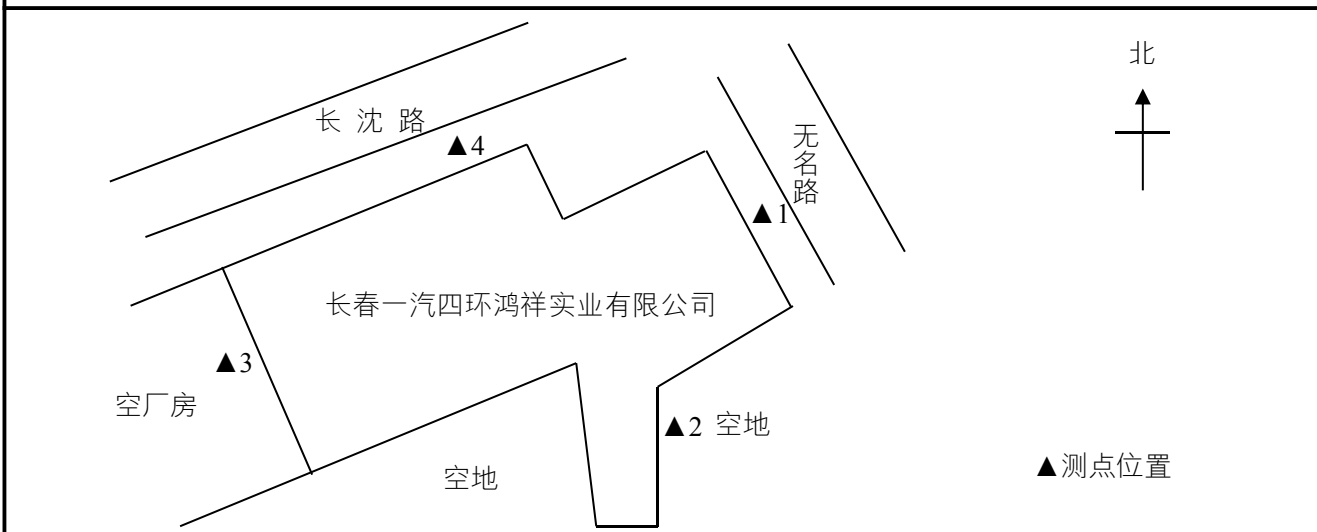 北
长 沈 路
▲4
无名路
▲1
长春一汽四环鸿祥实业有限公司
▲3
空厂房
▲2 空地
▲测点位置
空地